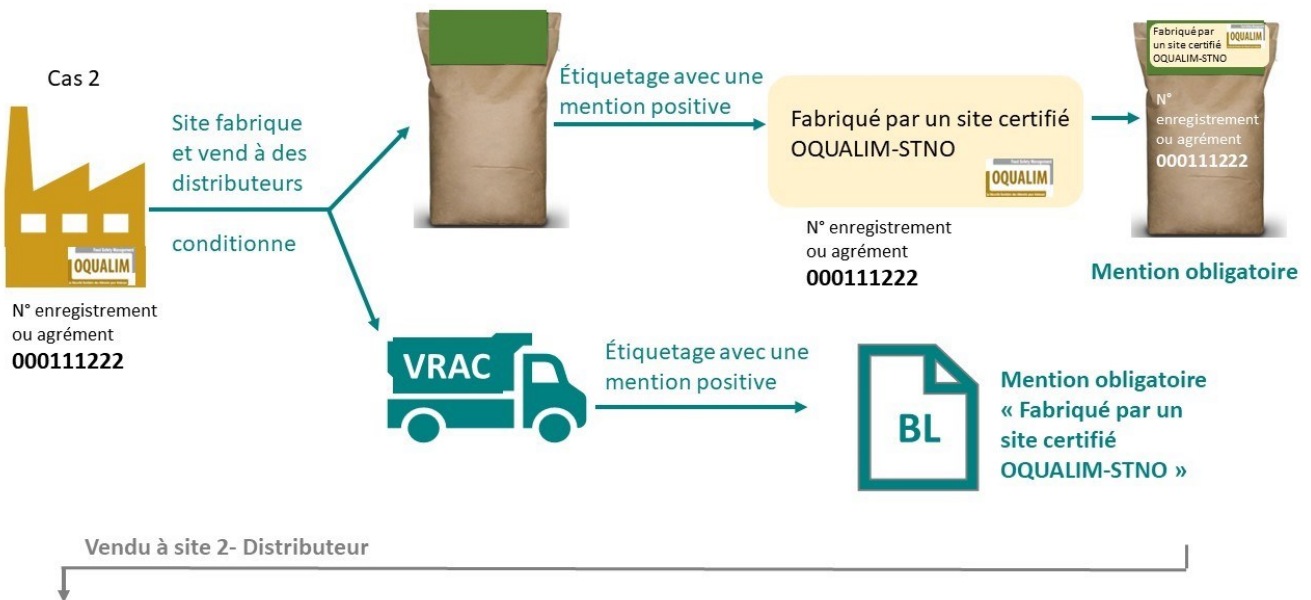 Cas 2
OQUALIM
N° enregistrement
ou agrément
000111222
Site fabrique
et vend à des
distributeurs
conditionne
Étiquetage avec une
mention positive
Fabriqué par un site certifié
OQUALIM-STNO
OQUALIM
N° enregistrement
ou agrément
000111222
Fabriqué par
un site certifié
OQUALIM-STNO
OQUALIM
N°
enregistrement
ou agrément
000111222
Mention obligatoire
VRAC
Étiquetage avec une
mention positive
BL
Mention obligatoire
« Fabriqué par un
site certifié
OQUALIM-STNO »
Vendu à site 2- Distributeur